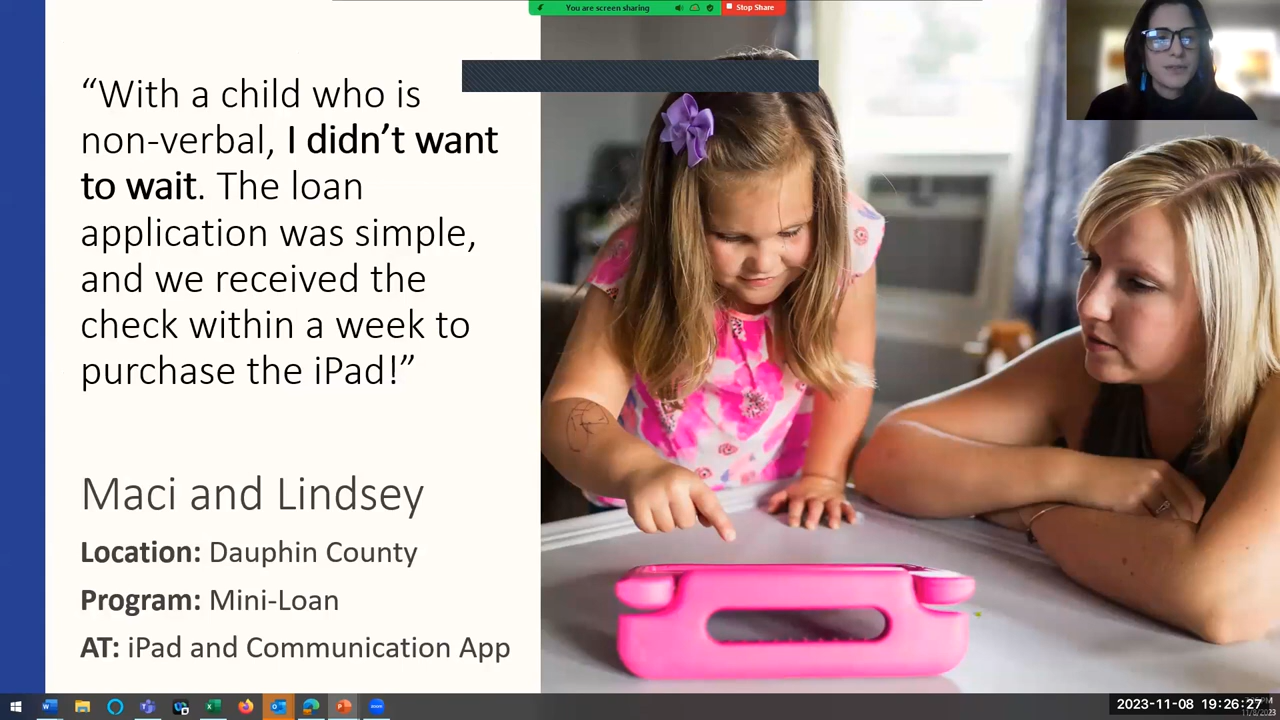 You are screen sharing
Stop Share
“With a child who is
non-verbal, I didn’t want
to wait. The loan
application was simple,
and we received the
check within a week to
purchase the iPad!”
Maci and Lindsey
Location: Dauphin County
Program: Mini-Loan
AT: iPad and Communication App
2023-11-08 19:26:27